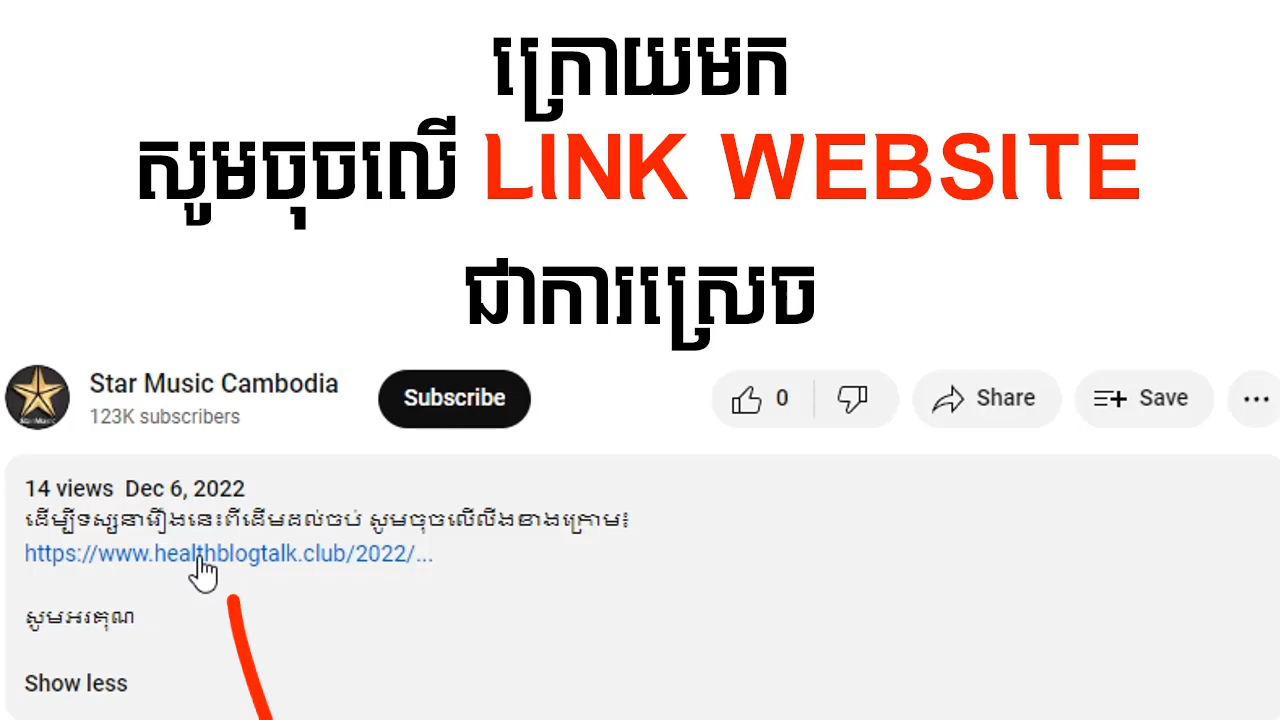 ក្រោយមក
សូមចុចលើ LINK WEBSITE
ជាការស្រេច
Star Music Cambodia
123K subscribers
Subscribe
0
Share
Save
14 views Dec 6, 2022
ដើម្បីទស្សនារឿងនេះពីដើមដល់ចប់ សូមចុចលើលីងខាងក្រោម៖
https://www.healthblogtalk.club/2022/...
សូមអរគុណ
Show less